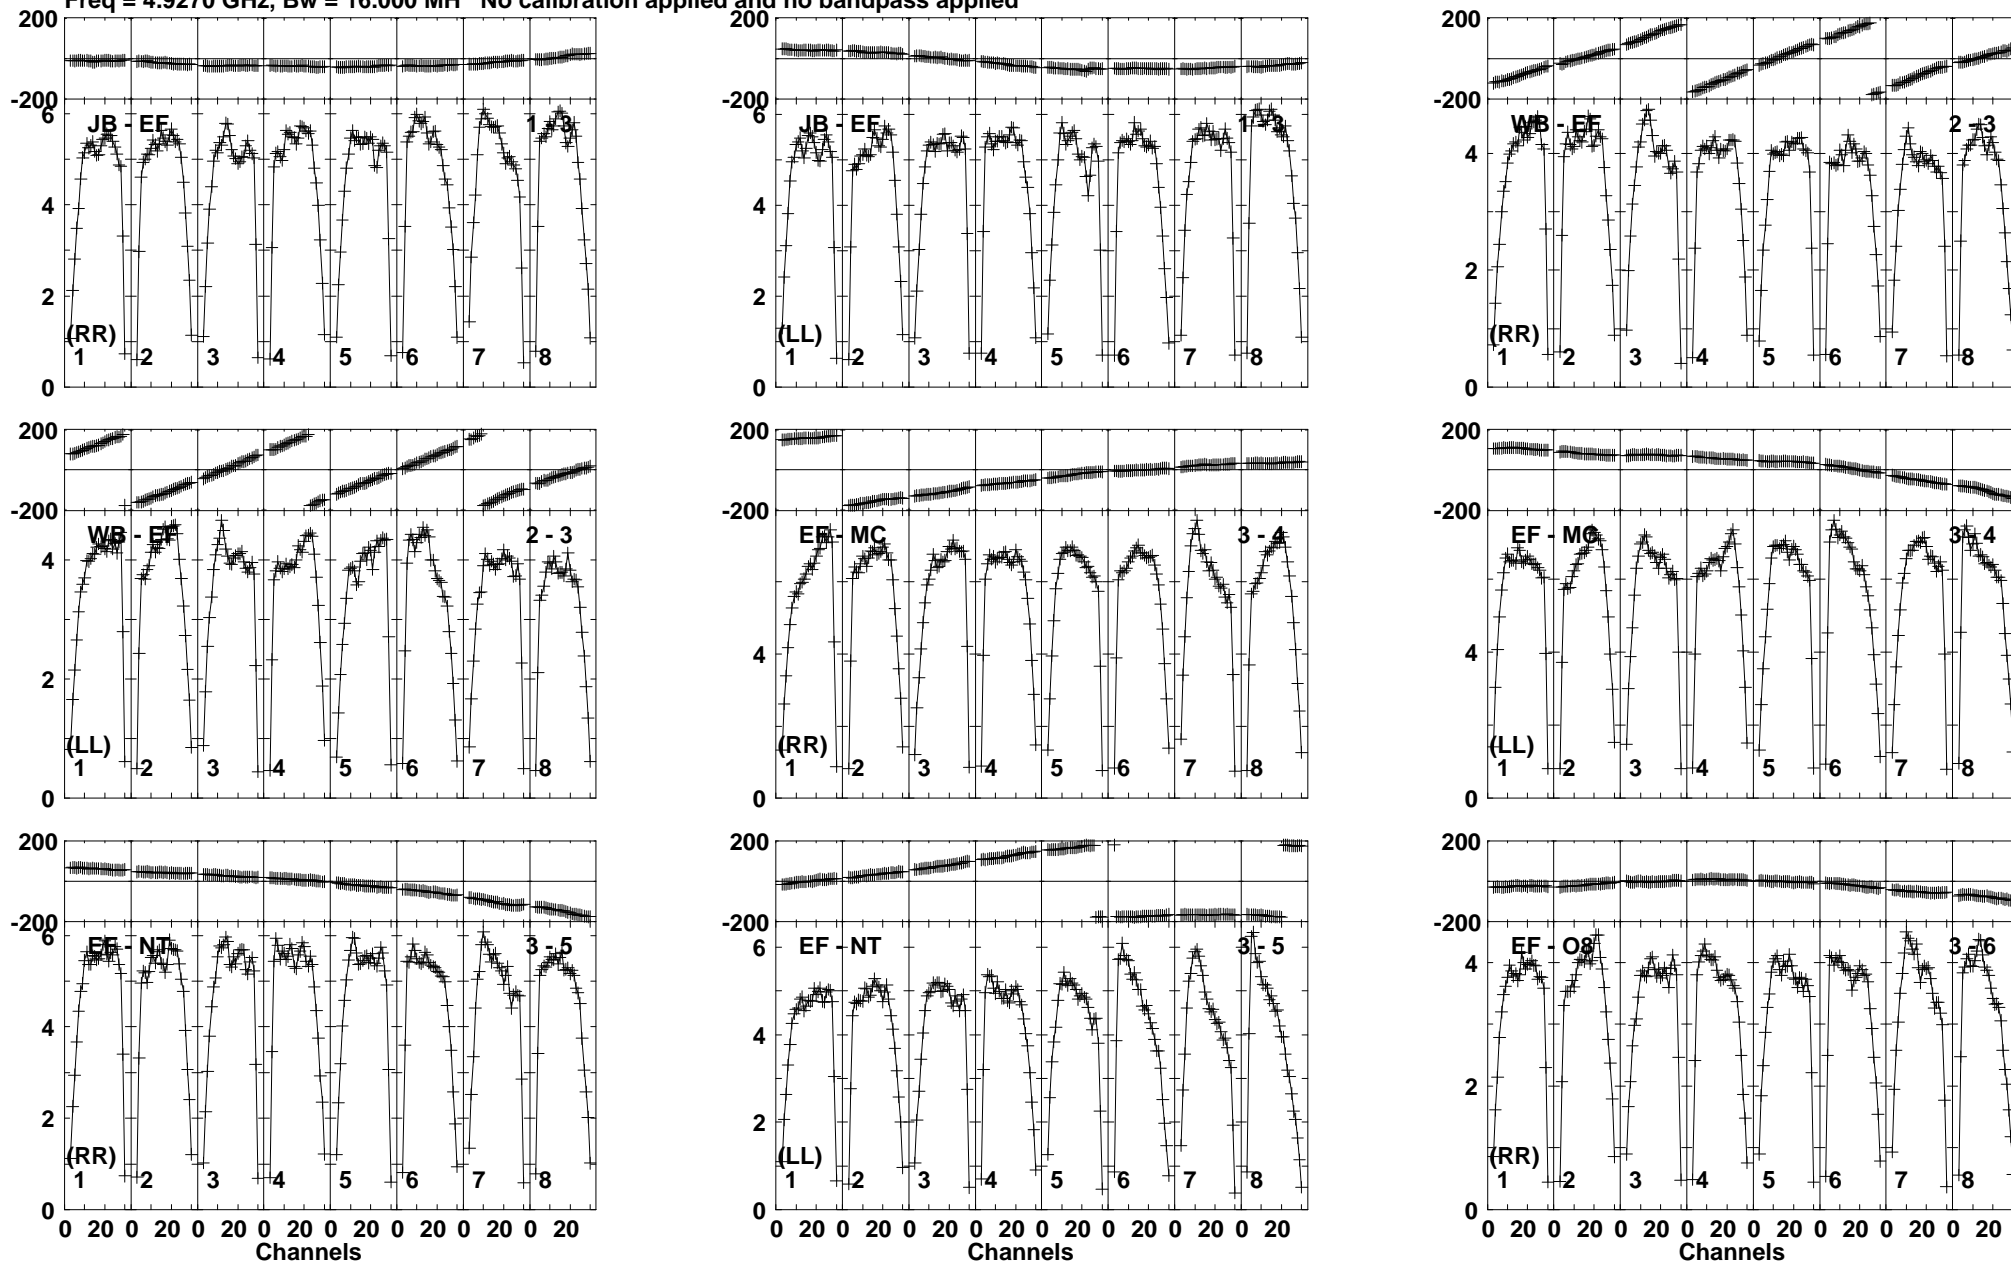 Freq = 4.9270 GHz, Bw = 16.000 MH No calibration applied and no bandpass applied
200 200 200
-200 -200 -200
6 JB - EF 1 - 3 6 JB - EF 1 - 3 WB - EF 2 - 3
4 4 4
2 2 2
(RR) (LL) (RR)
1 2 3 4 5 6 7 8 1 2 3 4 5 6 7 8 1 2 3 4 5 6 7 8
0 0 0
200 200 200
-200 -200 -200
WB - EF 2 - 3 EF - MC 3 - 4 EF - MC 3 - 4
4 4 4
2
(LL) (RR) (LL)
1 2 3 4 5 6 7 8 1 2 3 4 5 6 7 8 1 2 3 4 5 6 7 8
0 0 0
200 200 200
-200 -200 -200
6 EF - NT 3 - 5 6 EF - NT 3 - 5 EF - O8 3 - 6
4 4 4
2 2 2
(RR) (LL) (RR)
1 2 3 4 5 6 7 8 1 2 3 4 5 6 7 8 1 2 3 4 5 6 7 8
0 0 0
0 20 0 20 0 20 0 20 0 20 0 20 0 20 0 20 0 20 0 20 0 20 0 20 0 20 0 20 0 20 0 20 0 20 0 20 0 20 0 20 0 20 0 20 0 20 0 20
Channels Channels Channels